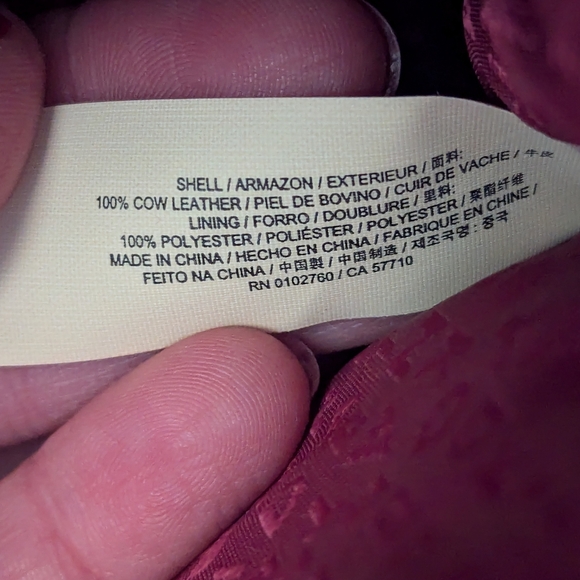 SHELL / ARMAZON / EXTERIEUR / 面料:
100% COW LEATHER / PIEL DE BOVINO / CUIR DE VACHE / 牛皮
LINING / FORRO / DOUBLURE / 里料:
100% POLYESTER / POLIÉSTER / POLYESTER / 聚酯纤维
MADE IN CHINA / HECHO EN CHINA / FABRIQUE EN CHINE /
FEITO NA CHINA / 中国製 / 中国制造 / 제조국명 : 중국
RN 0102760 / CA 57710